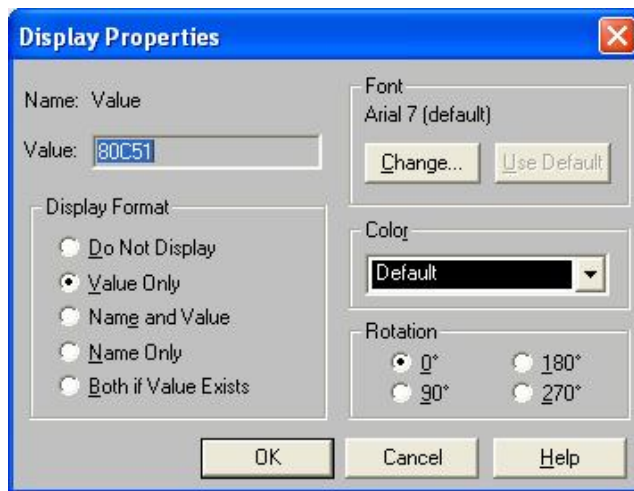 Display Properties
Name: Value
Value: 80C51
Display Format
Do Not Display
Value Only
Name and Value
Name Only
Both if Value Exists
Font
Arial 7 (default)
Change...
Use Default
Color
Default
Rotation
0° 180°
90° 270°
OK Cancel Help